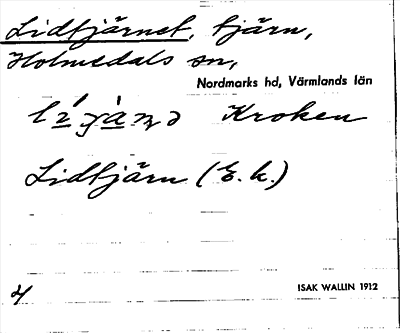 Lidtjärnet, tjärn,
Holmedals sn,
Nordmarks hd, Värmlands län
Kroken
Lidtjärn (E. k.)
4
ISAK WALLIN 1912